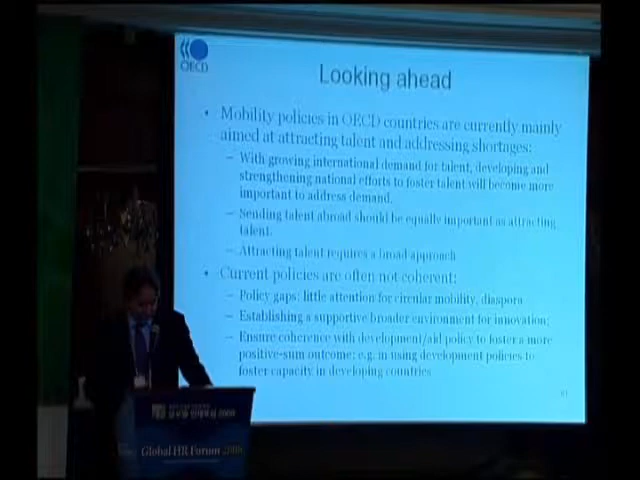 OECD
Looking ahead
• Mobility policies in OECD countries are currently mainly
aimed at attracting talent and addressing shortages:
– With growing international demand for talent, developing and
strengthening national efforts to foster talent will become more
important to address demand.
– Sending talent abroad should be equally important as attracting
talent.
– Attracting talent requires a broad approach
• Current policies are often not coherent:
– Policy gaps: little attention for circular mobility, diaspora
– Establishing a supportive broader environment for innovation;
– Ensure coherence with development/aid policy to foster a more
positive-sum outcome: e.g. in using development policies to
foster capacity in developing countries
Global HR Forum